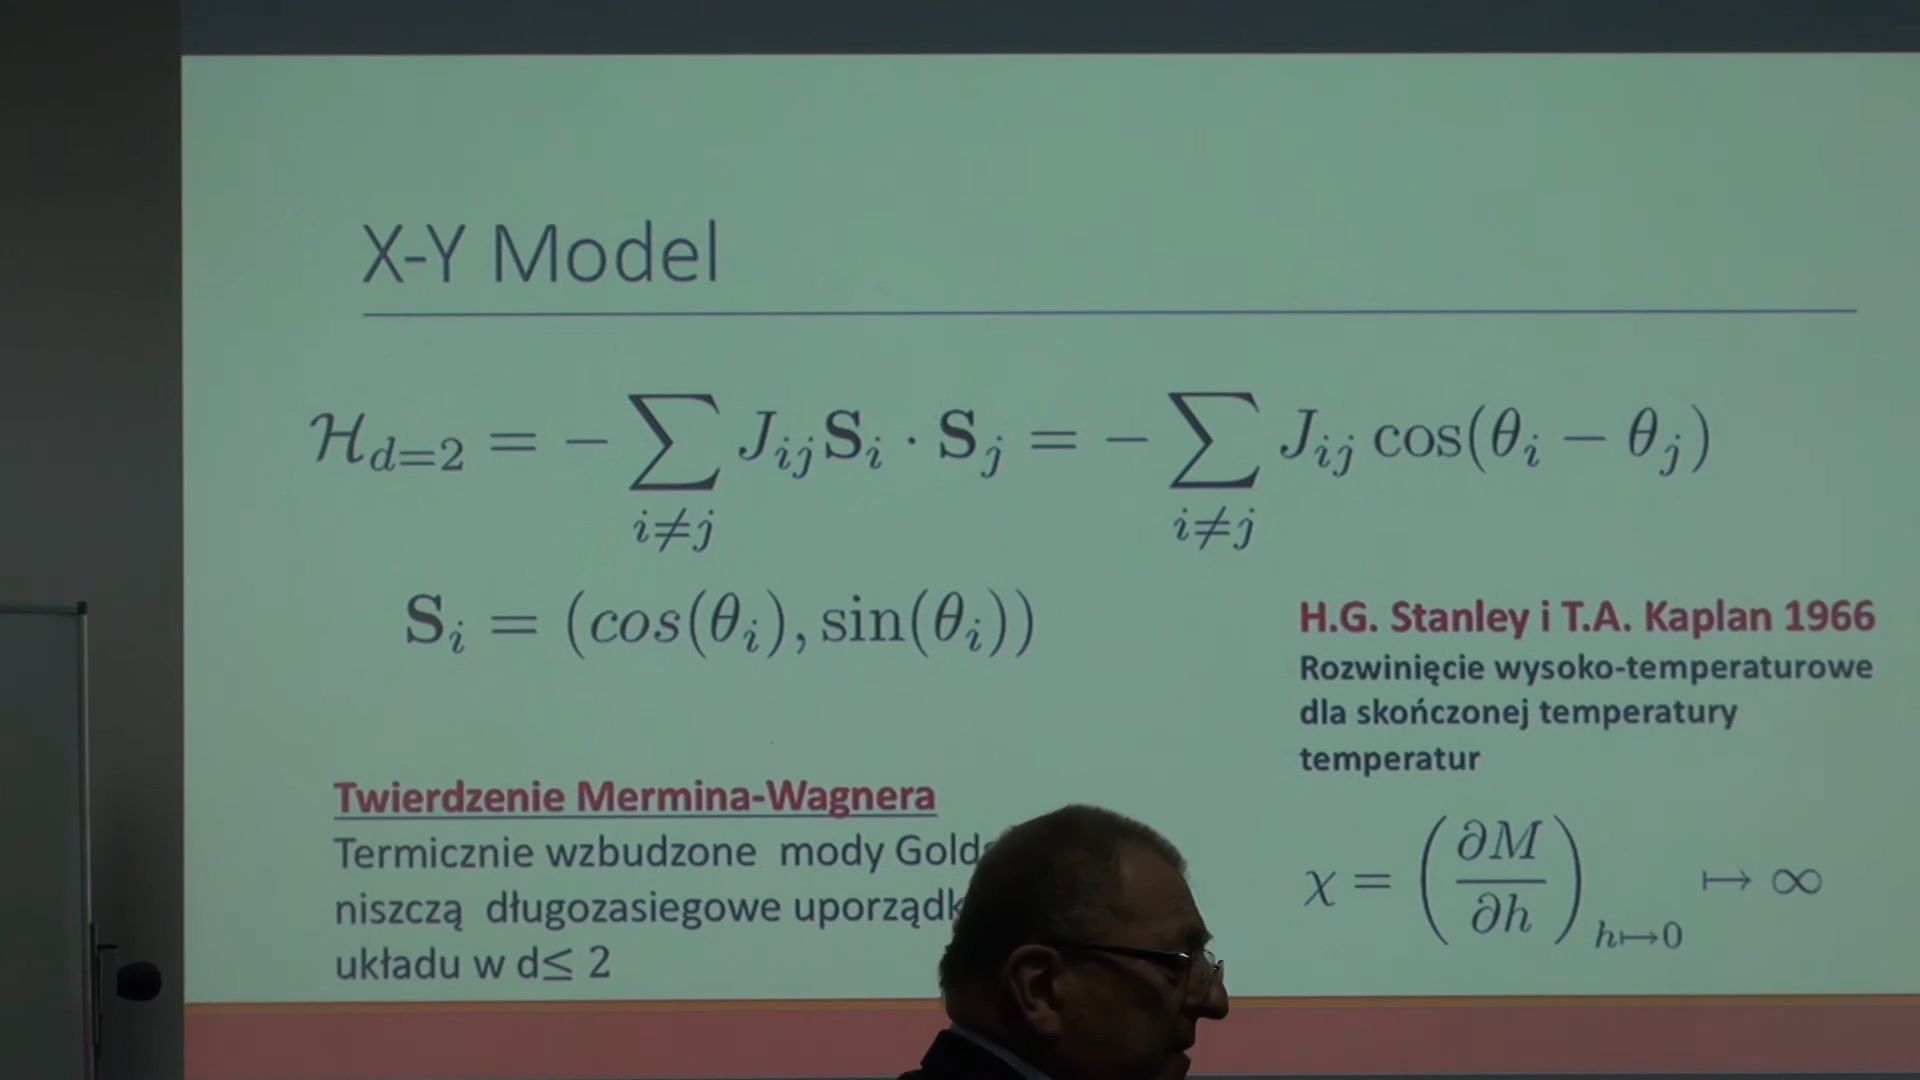 X-Y Model
ℋ_{d=2} = − ∑_{i≠j} J_{ij} S_i · S_j = − ∑_{i≠j} J_{ij} cos(θ_i − θ_j)
S_i = (cos(θ_i), sin(θ_i))
H.G. Stanley i T.A. Kaplan 1966
Rozwinięcie wysoko-temperaturowe
dla skończonej temperatury
temperatur
χ = (∂M/∂h)_{h↦0} ↦ ∞
Twierdzenie Mermina-Wagnera
Termicznie wzbudzone mody
niszczą długozasiegowe
układu w d≤ 2